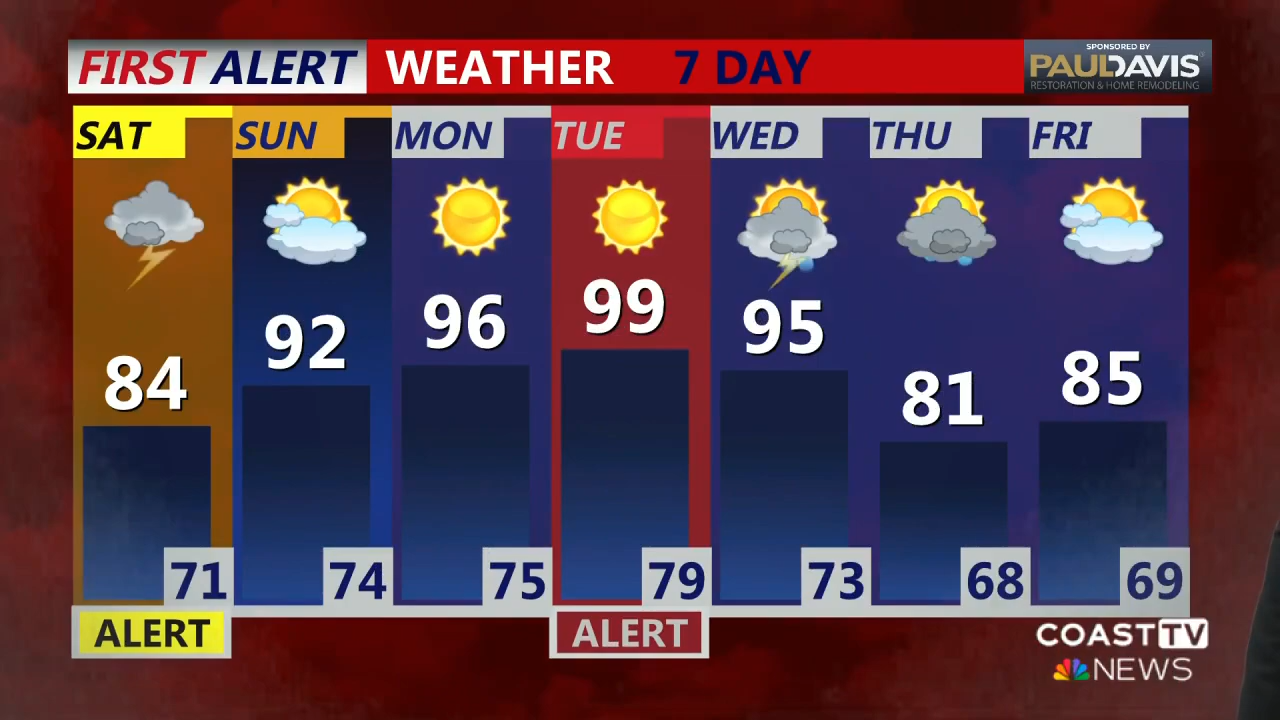 FIRST ALERT WEATHER 7 DAY
SPONSORED BY
PAUL DAVIS
RESTORATION & HOME REMODELING
SAT SUN MON TUE WED THU FRI
84 92 96 99 95 81 85
71 74 75 79 73 68 69
ALERT ALERT
COAST TV
NEWS